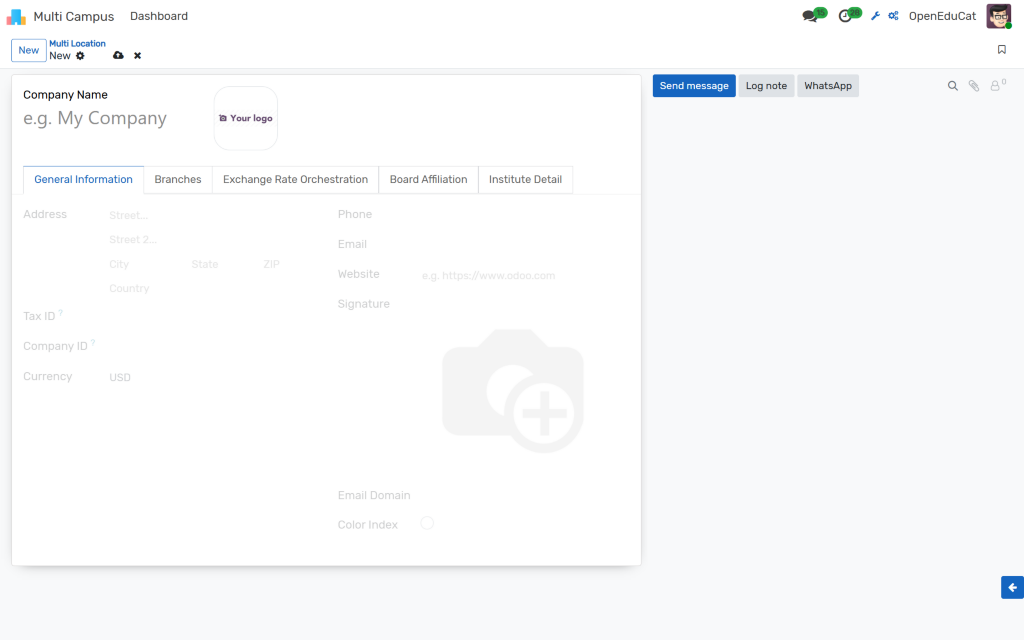 Multi Campus Dashboard 15 28 OpenEduCat
New Multi Location
New
Send message Log note WhatsApp 0
Company Name
e.g. My Company
Your logo
General Information Branches Exchange Rate Orchestration Board Affiliation Institute Detail
Address Street... Phone
Street 2... Email
City State ZIP Website e.g. https://www.odoo.com
Country
Signature
Tax ID ?
Company ID ?
Currency USD
Email Domain
Color Index